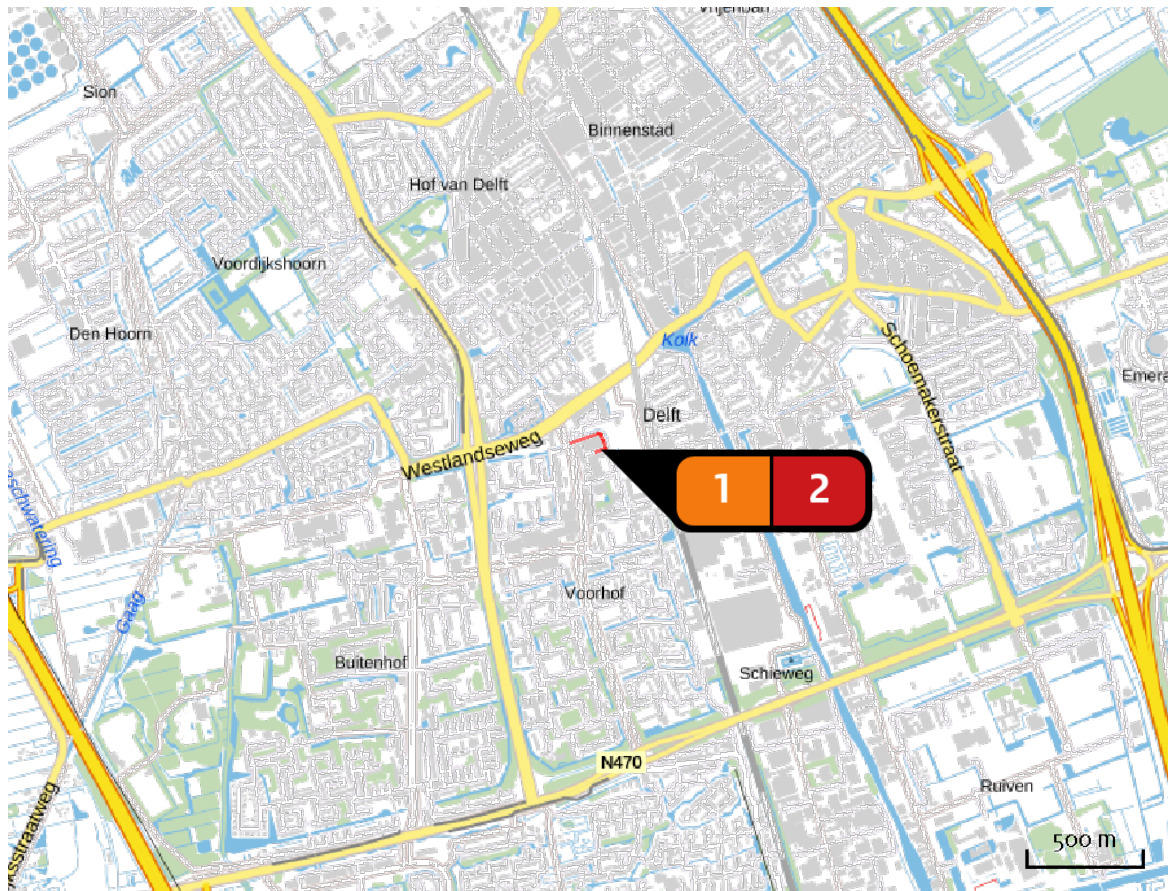 Sion
Binnenstad
Hof van Delft
Voordijkshoorn
Den Hoorn
Kolk
Schoemakerstraat
Delft
Westlandseweg
1 2
Gaag
Voorhof
Buitenhof
Schieweg
N470
Ruiven
500 m